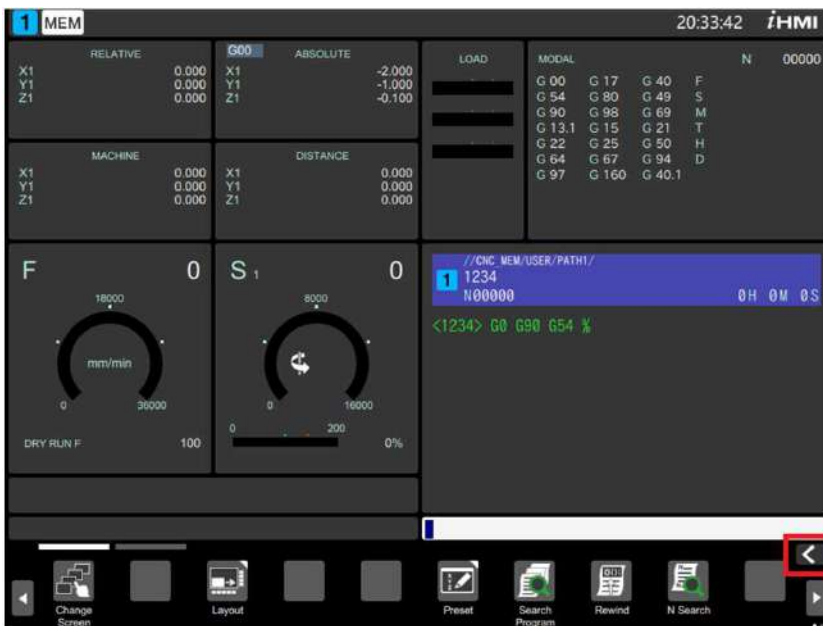 1 MEM 20:33:42 iHMI
RELATIVE
X1 0.000
Y1 0.000
Z1 0.000
G00 ABSOLUTE
X1 -2.000
Y1 -1.000
Z1 -0.100
LOAD
MODAL N 00000
G 00 G 17 G 40 F
G 54 G 80 G 49 S
G 90 G 98 G 69 M
G 13.1 G 15 G 21 T
G 22 G 25 G 50 H
G 64 G 67 G 94 D
G 97 G 160 G 40.1
MACHINE
X1 0.000
Y1 0.000
Z1 0.000
DISTANCE
X1 0.000
Y1 0.000
Z1 0.000
F 0
18000
mm/min
0 36000
DRY RUN F 100
S 1 0
8000
0 16000
0 200
0%
//CNC_MEM/USER/PATH1/
1 1234
N00000 0H 0M 0S
<1234> G0 G90 G54 %
Change Screen
Layout
Preset
Search Program
Rewind
N Search